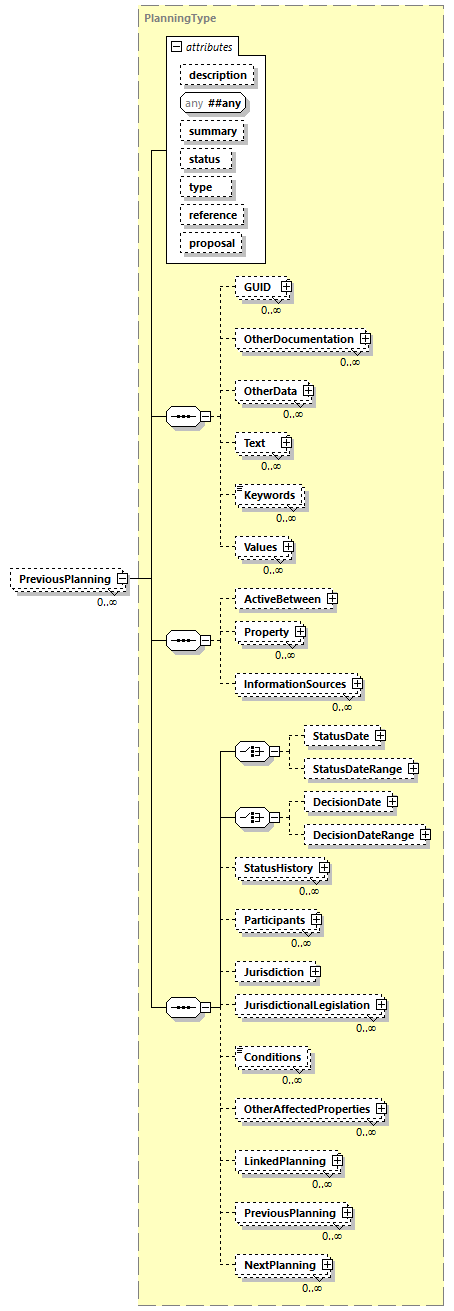 PlanningType
attributes
description
any ##any
summary
status
type
reference
proposal
GUID
0..∞
OtherDocumentation
0..∞
OtherData
0..∞
Text
0..∞
Keywords
0..∞
Values
0..∞
PreviousPlanning
0..∞
ActiveBetween
Property
0..∞
InformationSources
0..∞
StatusDate
StatusDateRange
DecisionDate
DecisionDateRange
StatusHistory
0..∞
Participants
0..∞
Jurisdiction
JurisdictionalLegislation
0..∞
Conditions
0..∞
OtherAffectedProperties
0..∞
LinkedPlanning
0..∞
PreviousPlanning
0..∞
NextPlanning
0..∞